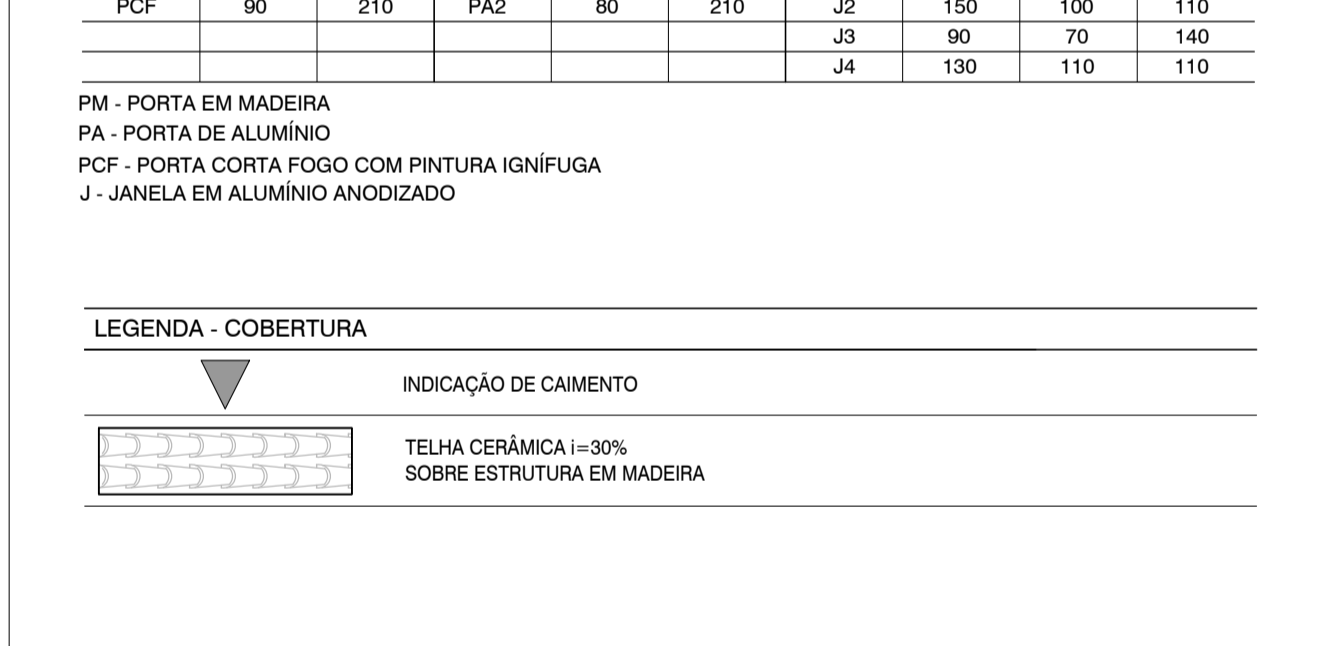 PCF 90 210 PA2 80 210 J2 150 100 110
J3 90 70 140
J4 130 110 110
PM - PORTA EM MADEIRA
PA - PORTA DE ALUMÍNIO
PCF - PORTA CORTA FOGO COM PINTURA IGNÍFUGA
J - JANELA EM ALUMÍNIO ANODIZADO
LEGENDA - COBERTURA
INDICAÇÃO DE CAIMENTO
TELHA CERÂMICA i=30%
SOBRE ESTRUTURA EM MADEIRA